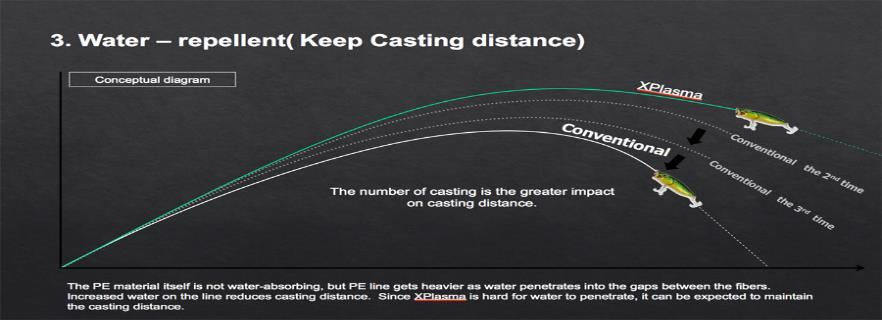 3. Water – repellent( Keep Casting distance)
Conceptual diagram
XPlasma
Conventional
Conventional the 2nd time
Conventional the 3rd time
The number of casting is the greater impact
on casting distance.
The PE material itself is not water-absorbing, but PE line gets heavier as water penetrates into the gaps between the fibers.
Increased water on the line reduces casting distance. Since XPlasma is hard for water to penetrate, it can be expected to maintain
the casting distance.